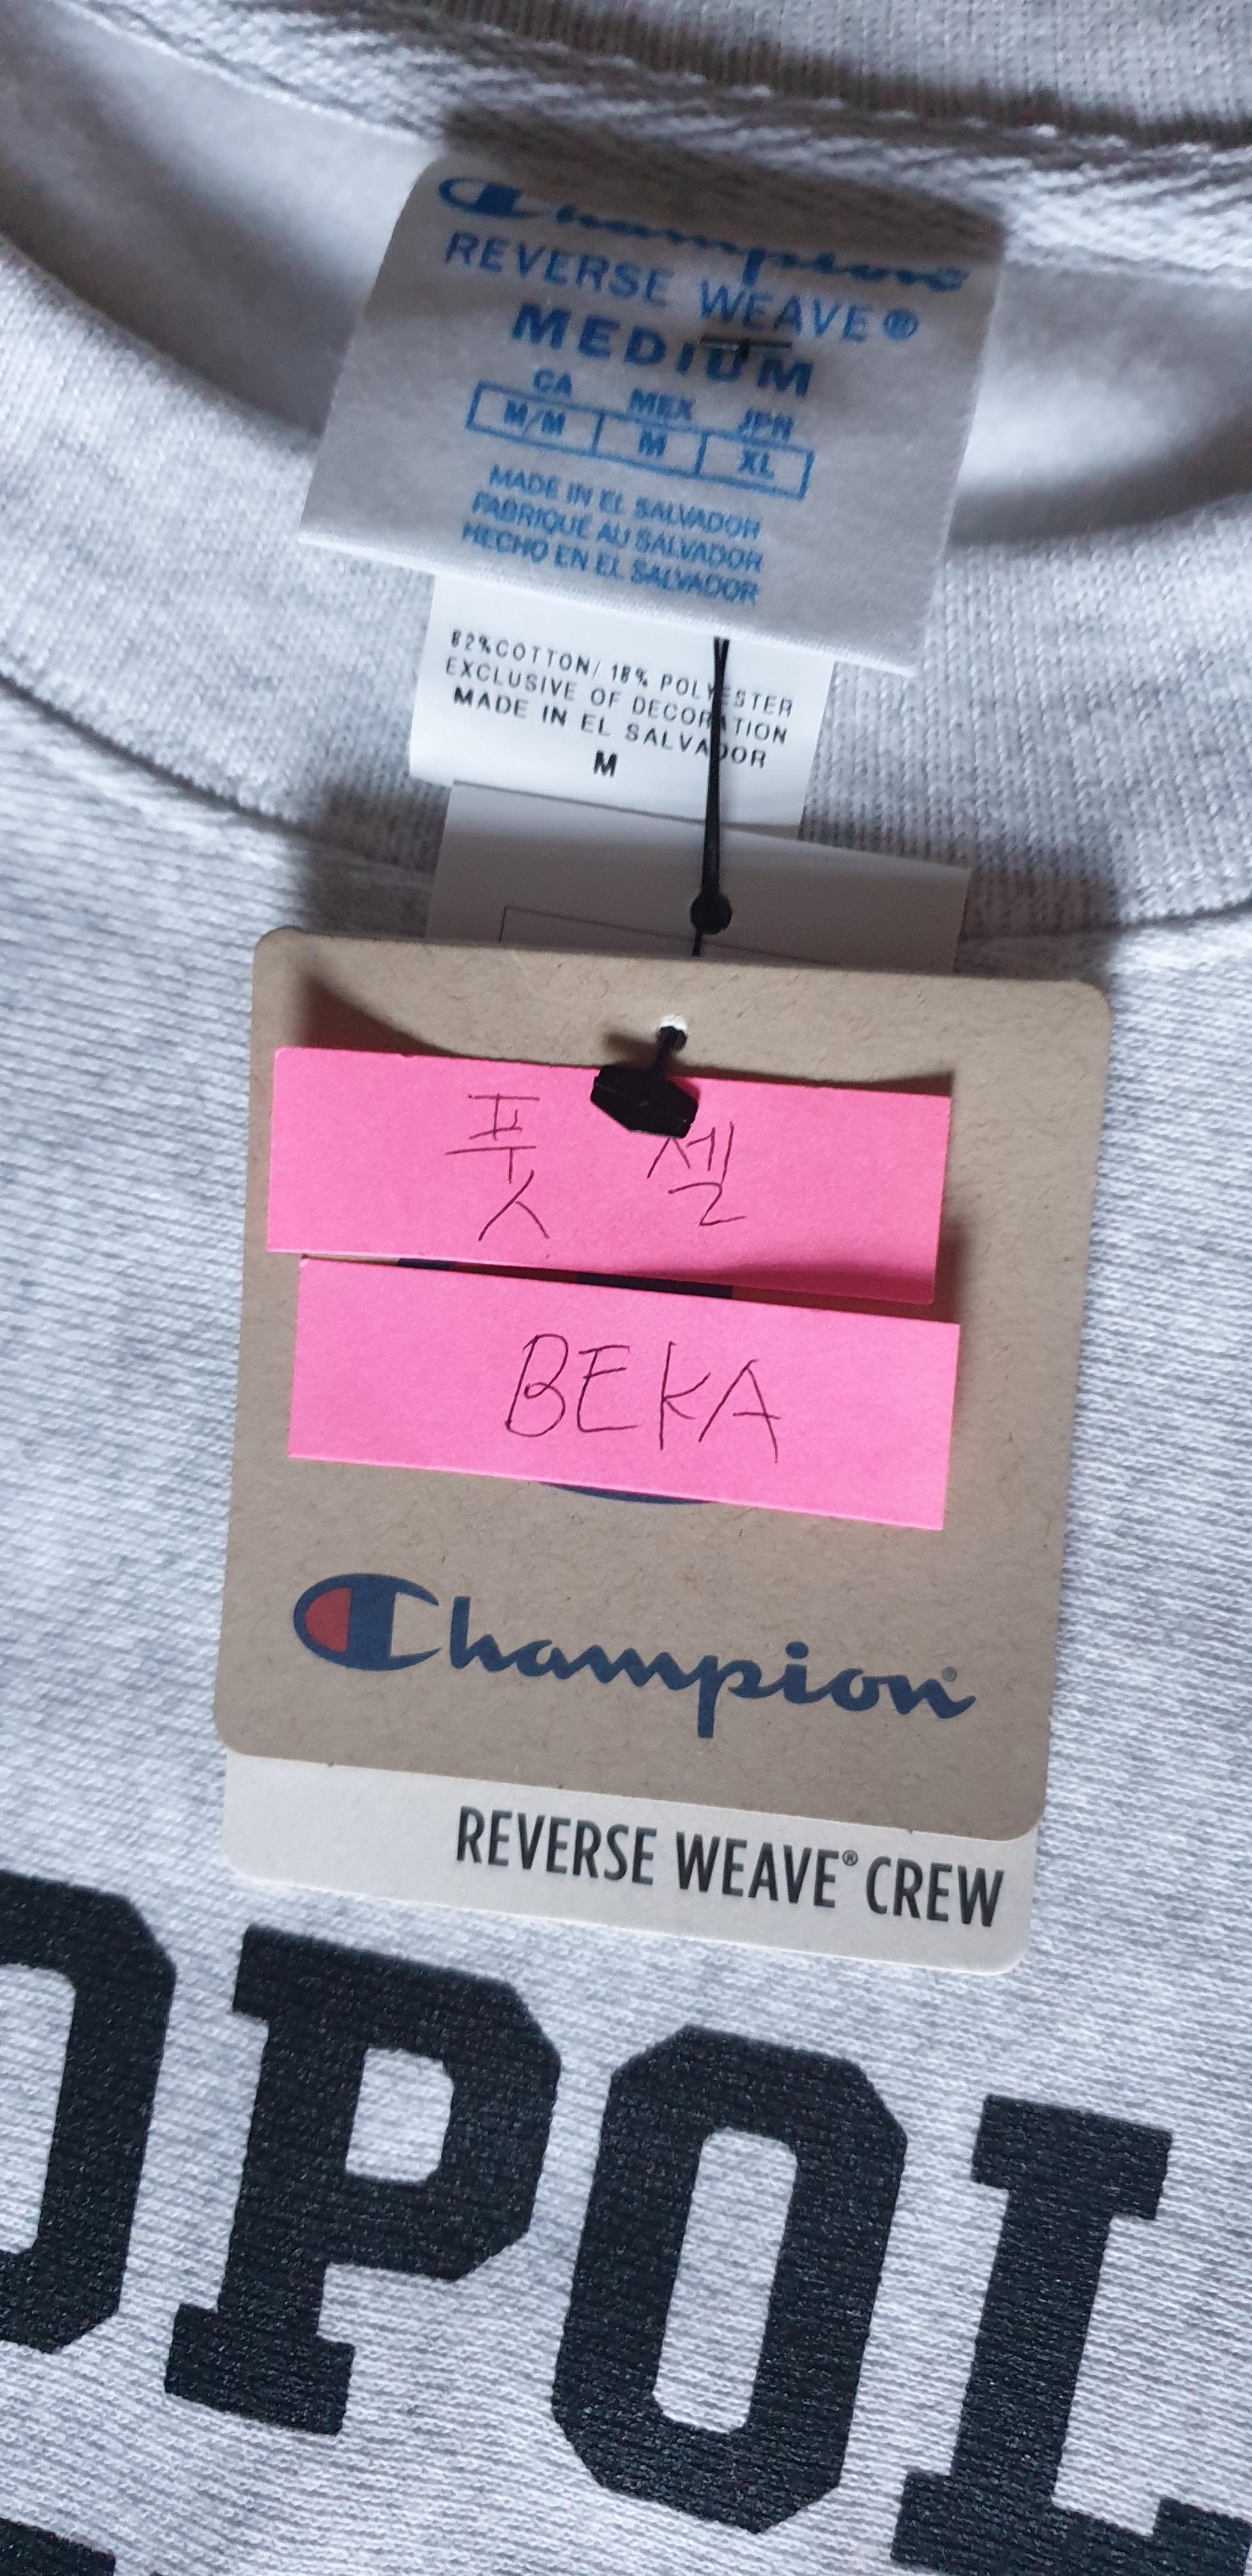 Champion
REVERSE WEAVE®
MEDIUM
CA MEX JPN
M/M M XL
MADE IN EL SALVADOR
FABRIQUÉ AU SALVADOR
HECHO EN EL SALVADOR
82%COTTON/ 18% POLYESTER
EXCLUSIVE OF DECORATION
MADE IN EL SALVADOR
M
풋 셀
BEKA
Champion®
REVERSE WEAVE® CREW
OPOL